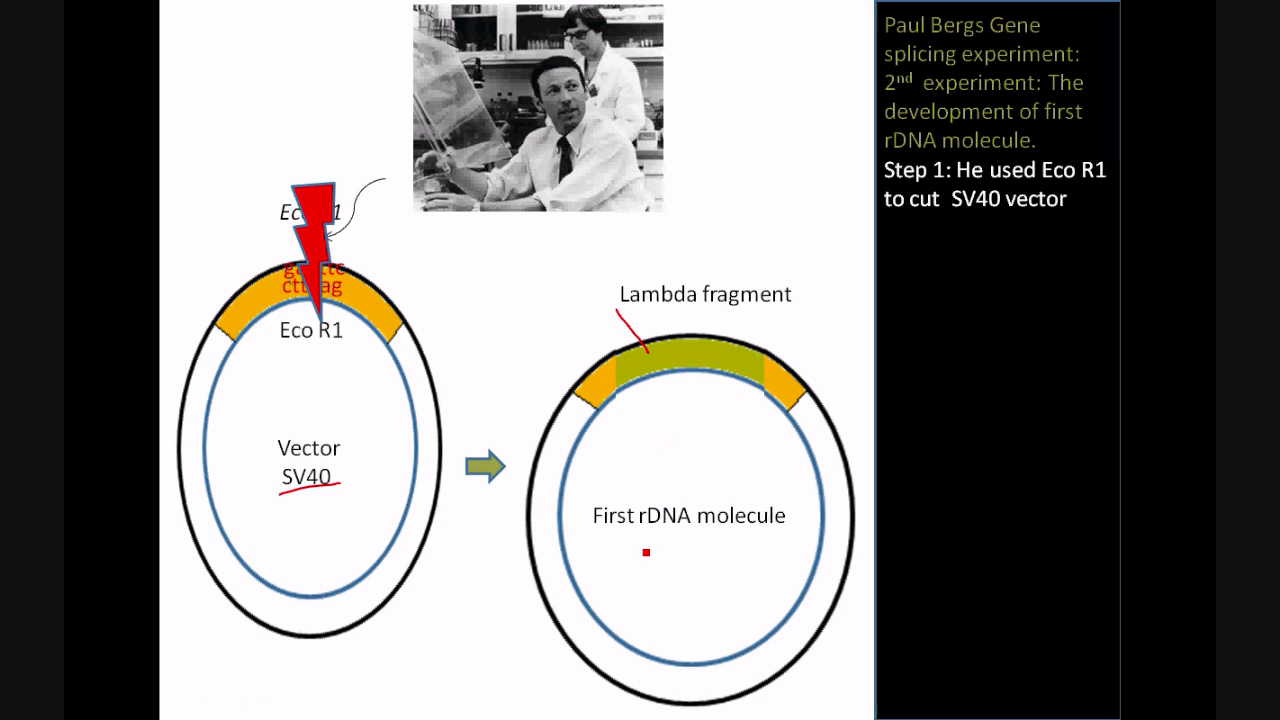 Paul Bergs Gene
splicing experiment:
2nd experiment: The
development of first
rDNA molecule.
Step 1: He used Eco R1
to cut SV40 vector
Eco R1
Lambda fragment
Vector
SV40
First rDNA molecule